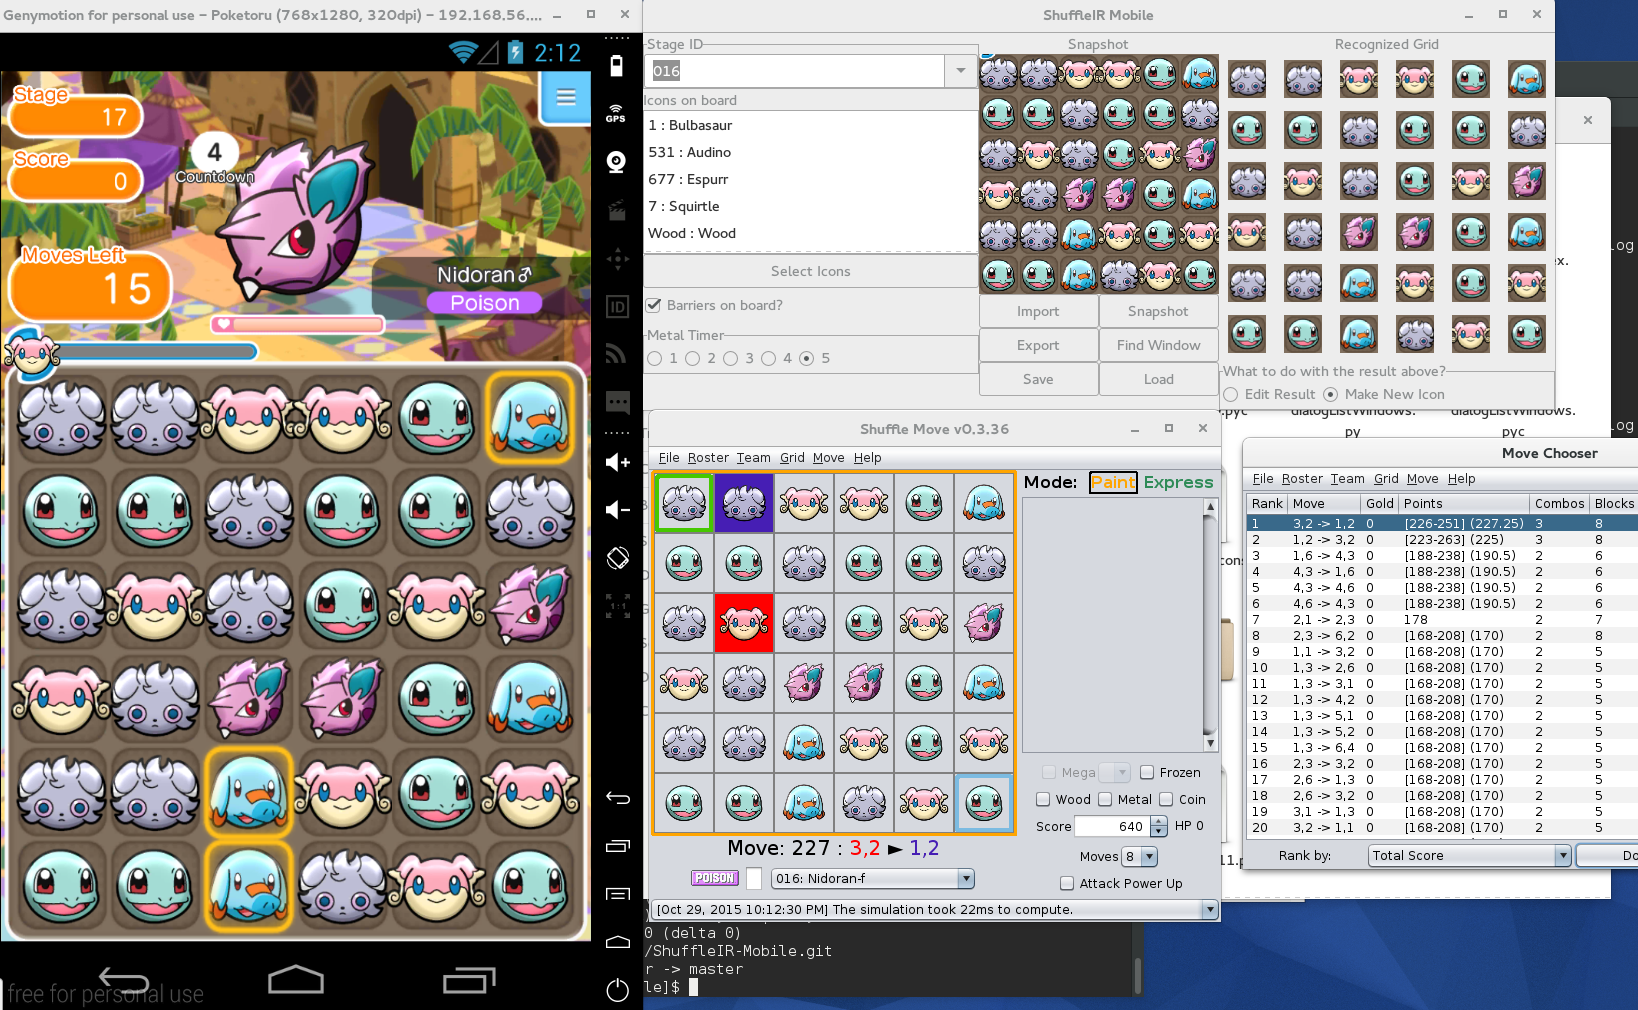 Genymotion for personal use – Poketoru (768x1280, 320dpi) – 192.168.56....
2:12
Stage
17
Score
0
4
Countdown
Moves Left
15
Nidoran♂
Poison
GPS
ID
1:1
free for personal use
ShuffleIR Mobile
Stage ID
016
Icons on board
1 : Bulbasaur
531 : Audino
677 : Espurr
7 : Squirtle
Wood : Wood
Select Icons
Barriers on board?
Metal Timer
1 2 3 4 5
Snapshot
Import
Snapshot
Export
Find Window
Save
Load
Recognized Grid
What to do with the result above?
Edit Result
Make New Icon
.pyc
dialogListWindows.
py
dialogListWindows.
pyc
log
ex.
log
cons
11.p
Shuffle Move v0.3.36
File Roster Team Grid Move Help
Mode: Paint Express
Mega
Frozen
Wood Metal Coin
Score 640 HP 0
Moves 8
Attack Power Up
Move: 227 : 3,2 ► 1,2
POISON
016: Nidoran-f
[Oct 29, 2015 10:12:30 PM] The simulation took 22ms to compute.
0 (delta 0)
/ShuffleIR-Mobile.git
r -> master
le]$
Move Chooser
File Roster Team Grid Move Help
Rank Move Gold Points Combos Blocks
1 3,2 -> 1,2 0 [226-251] (227.25) 3 8
2 1,2 -> 3,2 0 [223-263] (225) 3 8
3 1,6 -> 4,3 0 [188-238] (190.5) 2 6
4 4,3 -> 1,6 0 [188-238] (190.5) 2 6
5 4,3 -> 4,6 0 [188-238] (190.5) 2 6
6 4,6 -> 4,3 0 [188-238] (190.5) 2 6
7 2,1 -> 2,3 0 178 2 7
8 2,3 -> 6,2 0 [168-208] (170) 2 8
9 1,1 -> 3,2 0 [168-208] (170) 2 5
10 1,3 -> 2,6 0 [168-208] (170) 2 5
11 1,3 -> 3,1 0 [168-208] (170) 2 5
12 1,3 -> 4,2 0 [168-208] (170) 2 5
13 1,3 -> 5,1 0 [168-208] (170) 2 5
14 1,3 -> 5,2 0 [168-208] (170) 2 5
15 1,3 -> 6,4 0 [168-208] (170) 2 5
16 2,3 -> 3,2 0 [168-208] (170) 2 5
17 2,6 -> 1,3 0 [168-208] (170) 2 5
18 2,6 -> 3,2 0 [168-208] (170) 2 5
19 3,1 -> 1,3 0 [168-208] (170) 2 5
20 3,2 -> 1,1 0 [168-208] (170) 2 5
Rank by: Total Score
Do